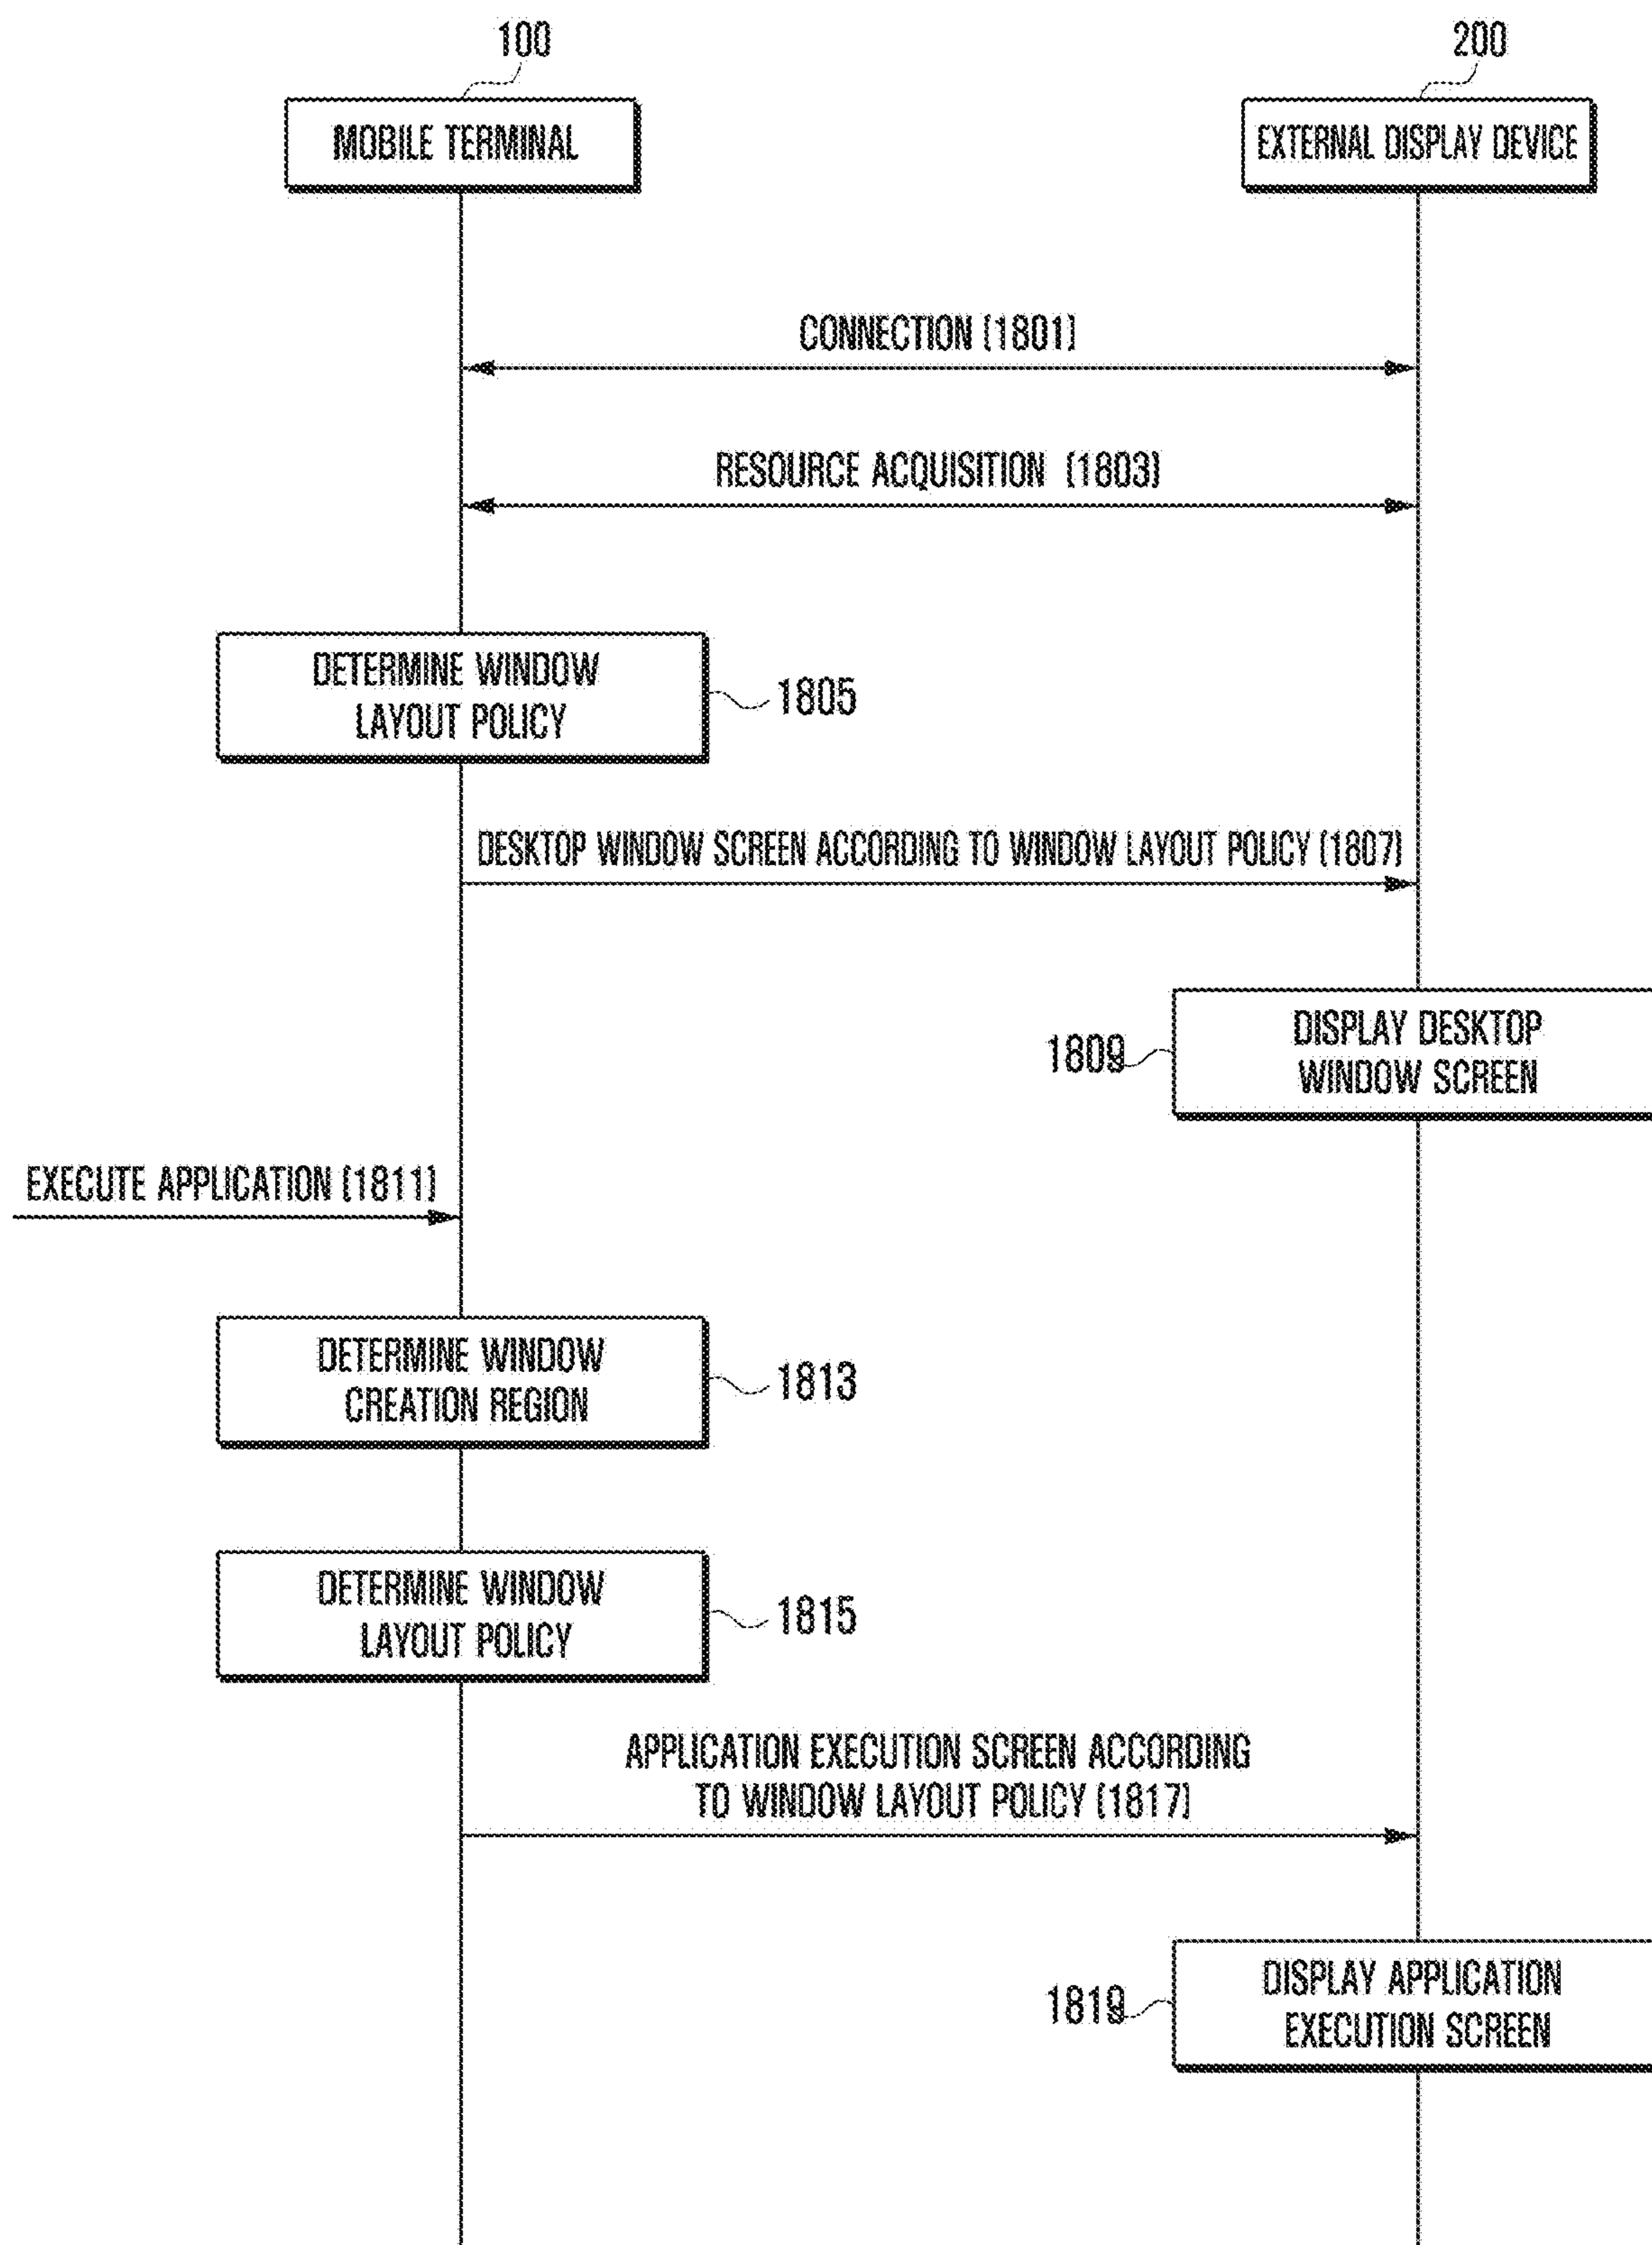 100
200
MOBILE TERMINAL
EXTERNAL DISPLAY DEVICE
CONNECTION (1801)
RESOURCE ACQUISITION (1803)
DETERMINE WINDOW
LAYOUT POLICY
1805
DESKTOP WINDOW SCREEN ACCORDING TO WINDOW LAYOUT POLICY (1807)
DISPLAY DESKTOP
WINDOW SCREEN
1809
EXECUTE APPLICATION (1811)
DETERMINE WINDOW
CREATION REGION
1813
DETERMINE WINDOW
LAYOUT POLICY
1815
APPLICATION EXECUTION SCREEN ACCORDING
TO WINDOW LAYOUT POLICY (1817)
DISPLAY APPLICATION
EXECUTION SCREEN
1819